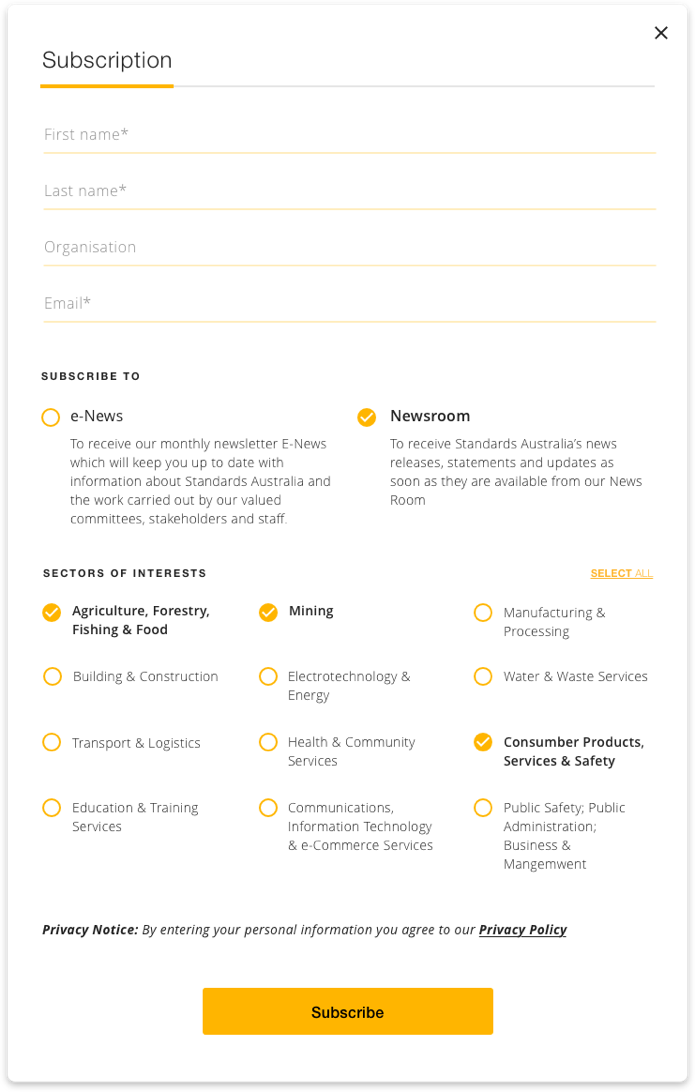 Subscription
First name*
Last name*
Organisation
Email*
SUBSCRIBE TO
e-News
To receive our monthly newsletter E-News
which will keep you up to date with
information about Standards Australia and
the work carried out by our valued
committees, stakeholders and staff.
Newsroom
To receive Standards Australia's news
releases, statements and updates as
soon as they are available from our News
Room
SECTORS OF INTERESTS
SELECT ALL
Agriculture, Forestry,
Fishing & Food
Mining
Manufacturing &
Processing
Building & Construction
Electrotechnology &
Energy
Water & Waste Services
Transport & Logistics
Health & Community
Services
Consumber Products,
Services & Safety
Education & Training
Services
Communications,
Information Technology
& e-Commerce Services
Public Safety; Public
Administration;
Business &
Mangemwent
Privacy Notice: By entering your personal information you agree to our Privacy Policy
Subscribe